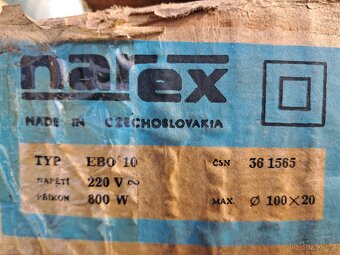 narex
MADE IN CZECHOSLOVAKIA
TYP EBO 10 ČSN 36 1565
NAPĚTÍ 220 V ~
PŘÍKON 800 W MAX. Ø 100×20